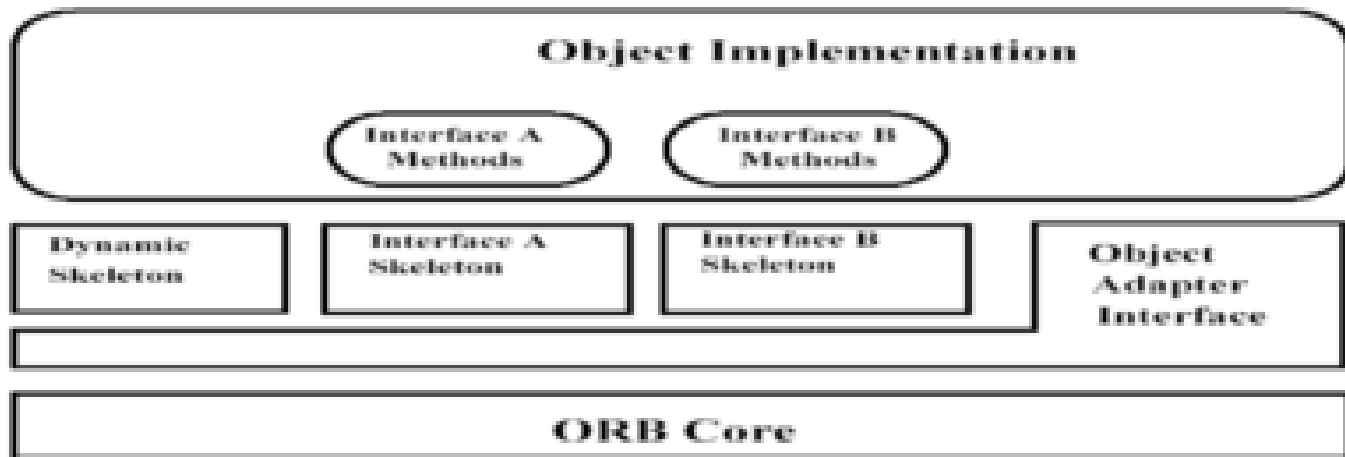 Object Implementation
Interface A
Methods
Interface B
Methods
Dynamic
Skeleton
Interface A
Skeleton
Interface B
Skeleton
Object
Adapter
Interface
ORB Core